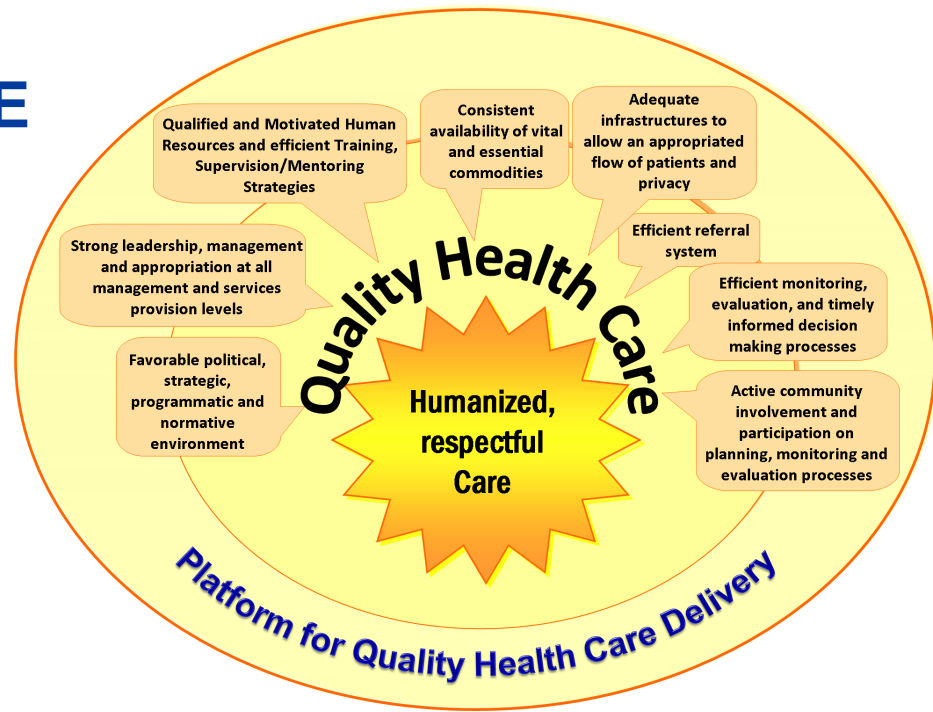 E
Qualified and Motivated Human
Resources and efficient Training,
Supervision/Mentoring
Strategies
Consistent
availability of vital
and essential
commodities
Adequate
infrastructures to
allow an appropriated
flow of patients and
privacy
Efficient referral
system
Strong leadership, management
and appropriation at all
management and services
provision levels
Efficient monitoring,
evaluation, and timely
informed decision
making processes
Favorable political,
strategic,
programmatic and
normative
environment
Active community
involvement and
participation on
planning, monitoring and
evaluation processes
Quality Health Care
Humanized,
respectful
Care
Platform for Quality Health Care Delivery